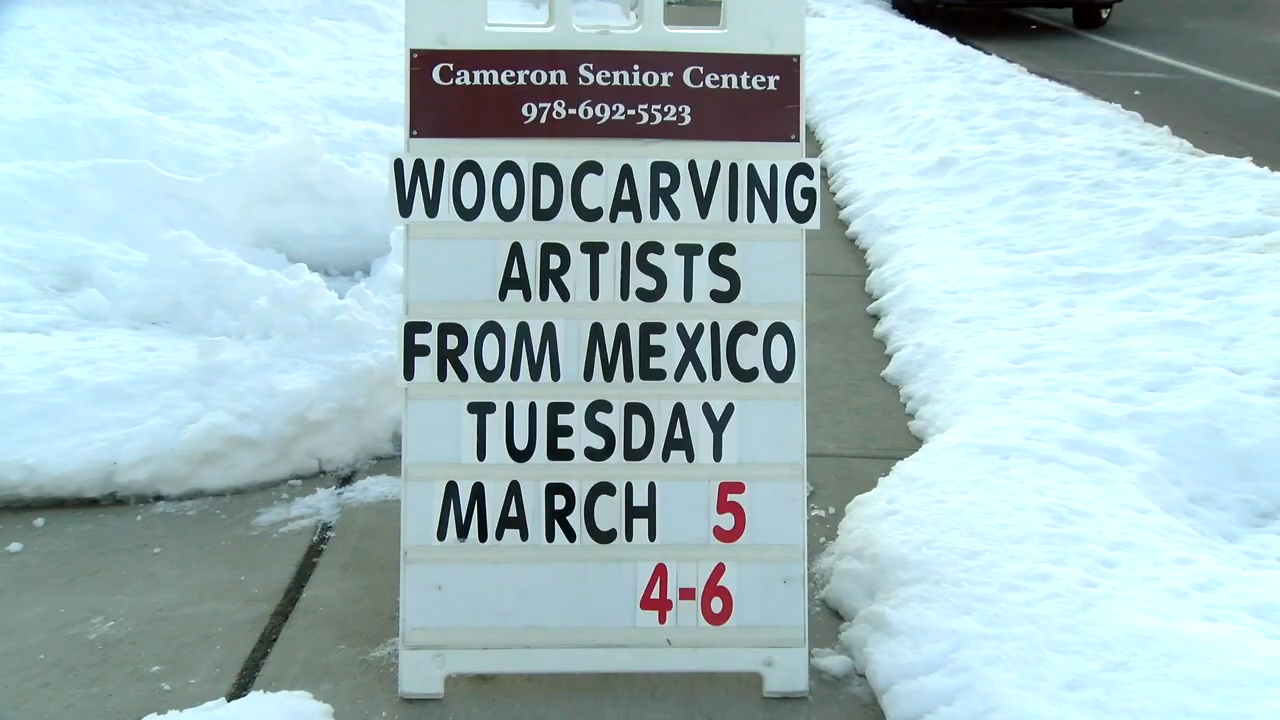 Cameron Senior Center
978-692-5523
WOODCARVING
ARTISTS
FROM MEXICO
TUESDAY
MARCH 5
4-6